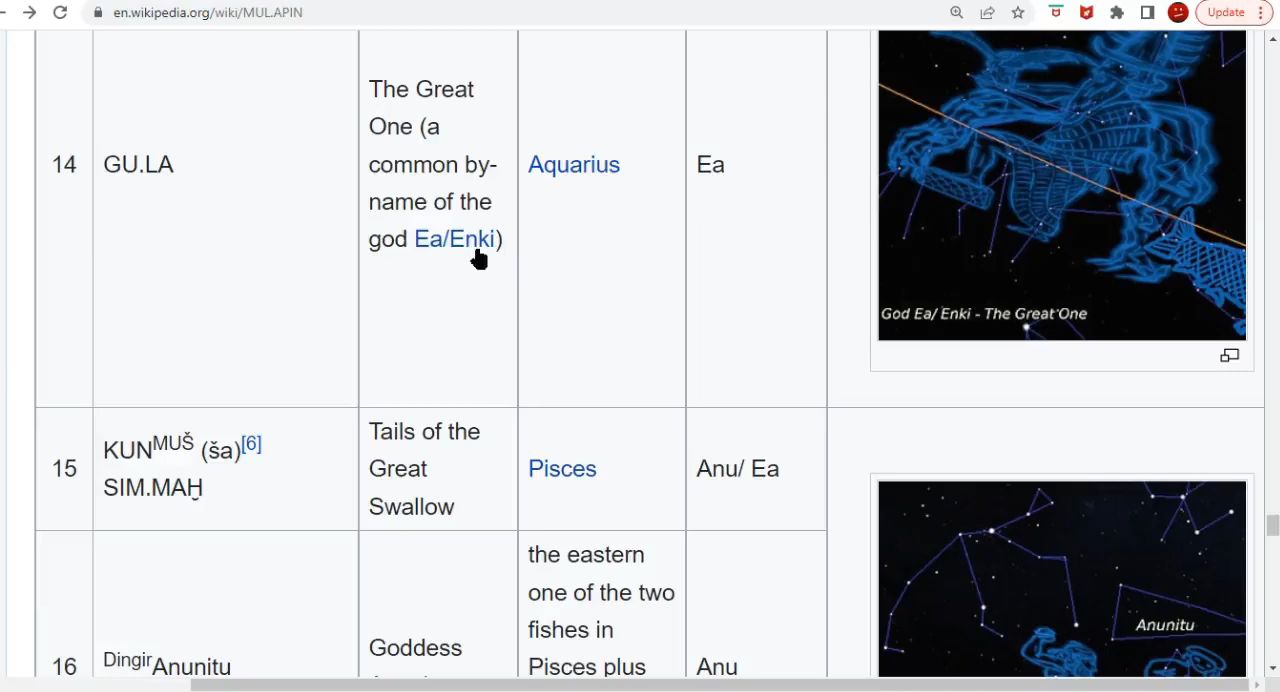 en.wikipedia.org/wiki/MUL.APIN
Update
14
GU.LA
The Great
One (a
common by-
name of the
god Ea/Enki)
Aquarius
Ea
God Ea/ Enki - The Great One
15
KUNMUŠ (ša)[6]
SIM.MAḪ
Tails of the
Great
Swallow
Pisces
Anu/ Ea
16
DingirAnunitu
Goddess
the eastern
one of the two
fishes in
Pisces plus
Anu
Anunitu